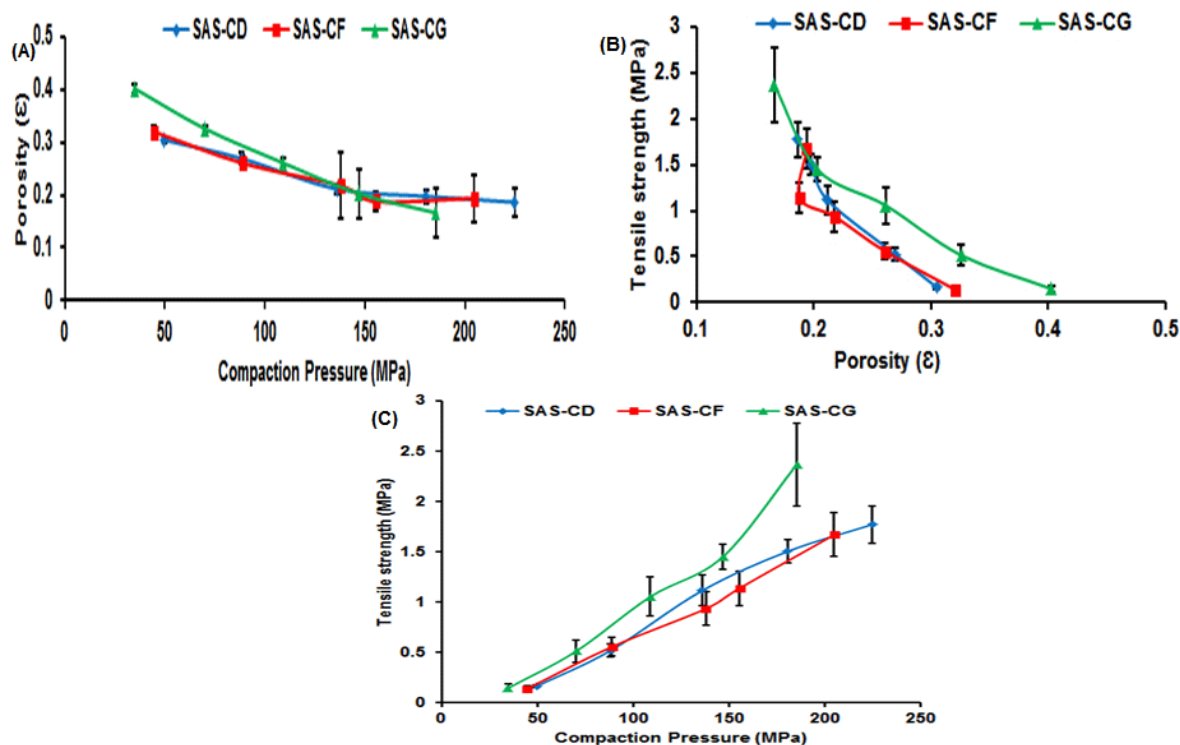 (A)
SAS-CD SAS-CF SAS-CG
Porosity (Ɛ)
0.5
0.4
0.3
0.2
0.1
0
0 50 100 150 200 250
Compaction Pressure (MPa)
(B)
SAS-CD SAS-CF SAS-CG
Tensile strength (MPa)
3
2.5
2
1.5
1
0.5
0
0.1 0.2 0.3 0.4 0.5
Porosity (Ɛ)
(C)
SAS-CD SAS-CF SAS-CG
Tensile strength (MPa)
3
2.5
2
1.5
1
0.5
0
0 50 100 150 200 250
Compaction Pressure (MPa)